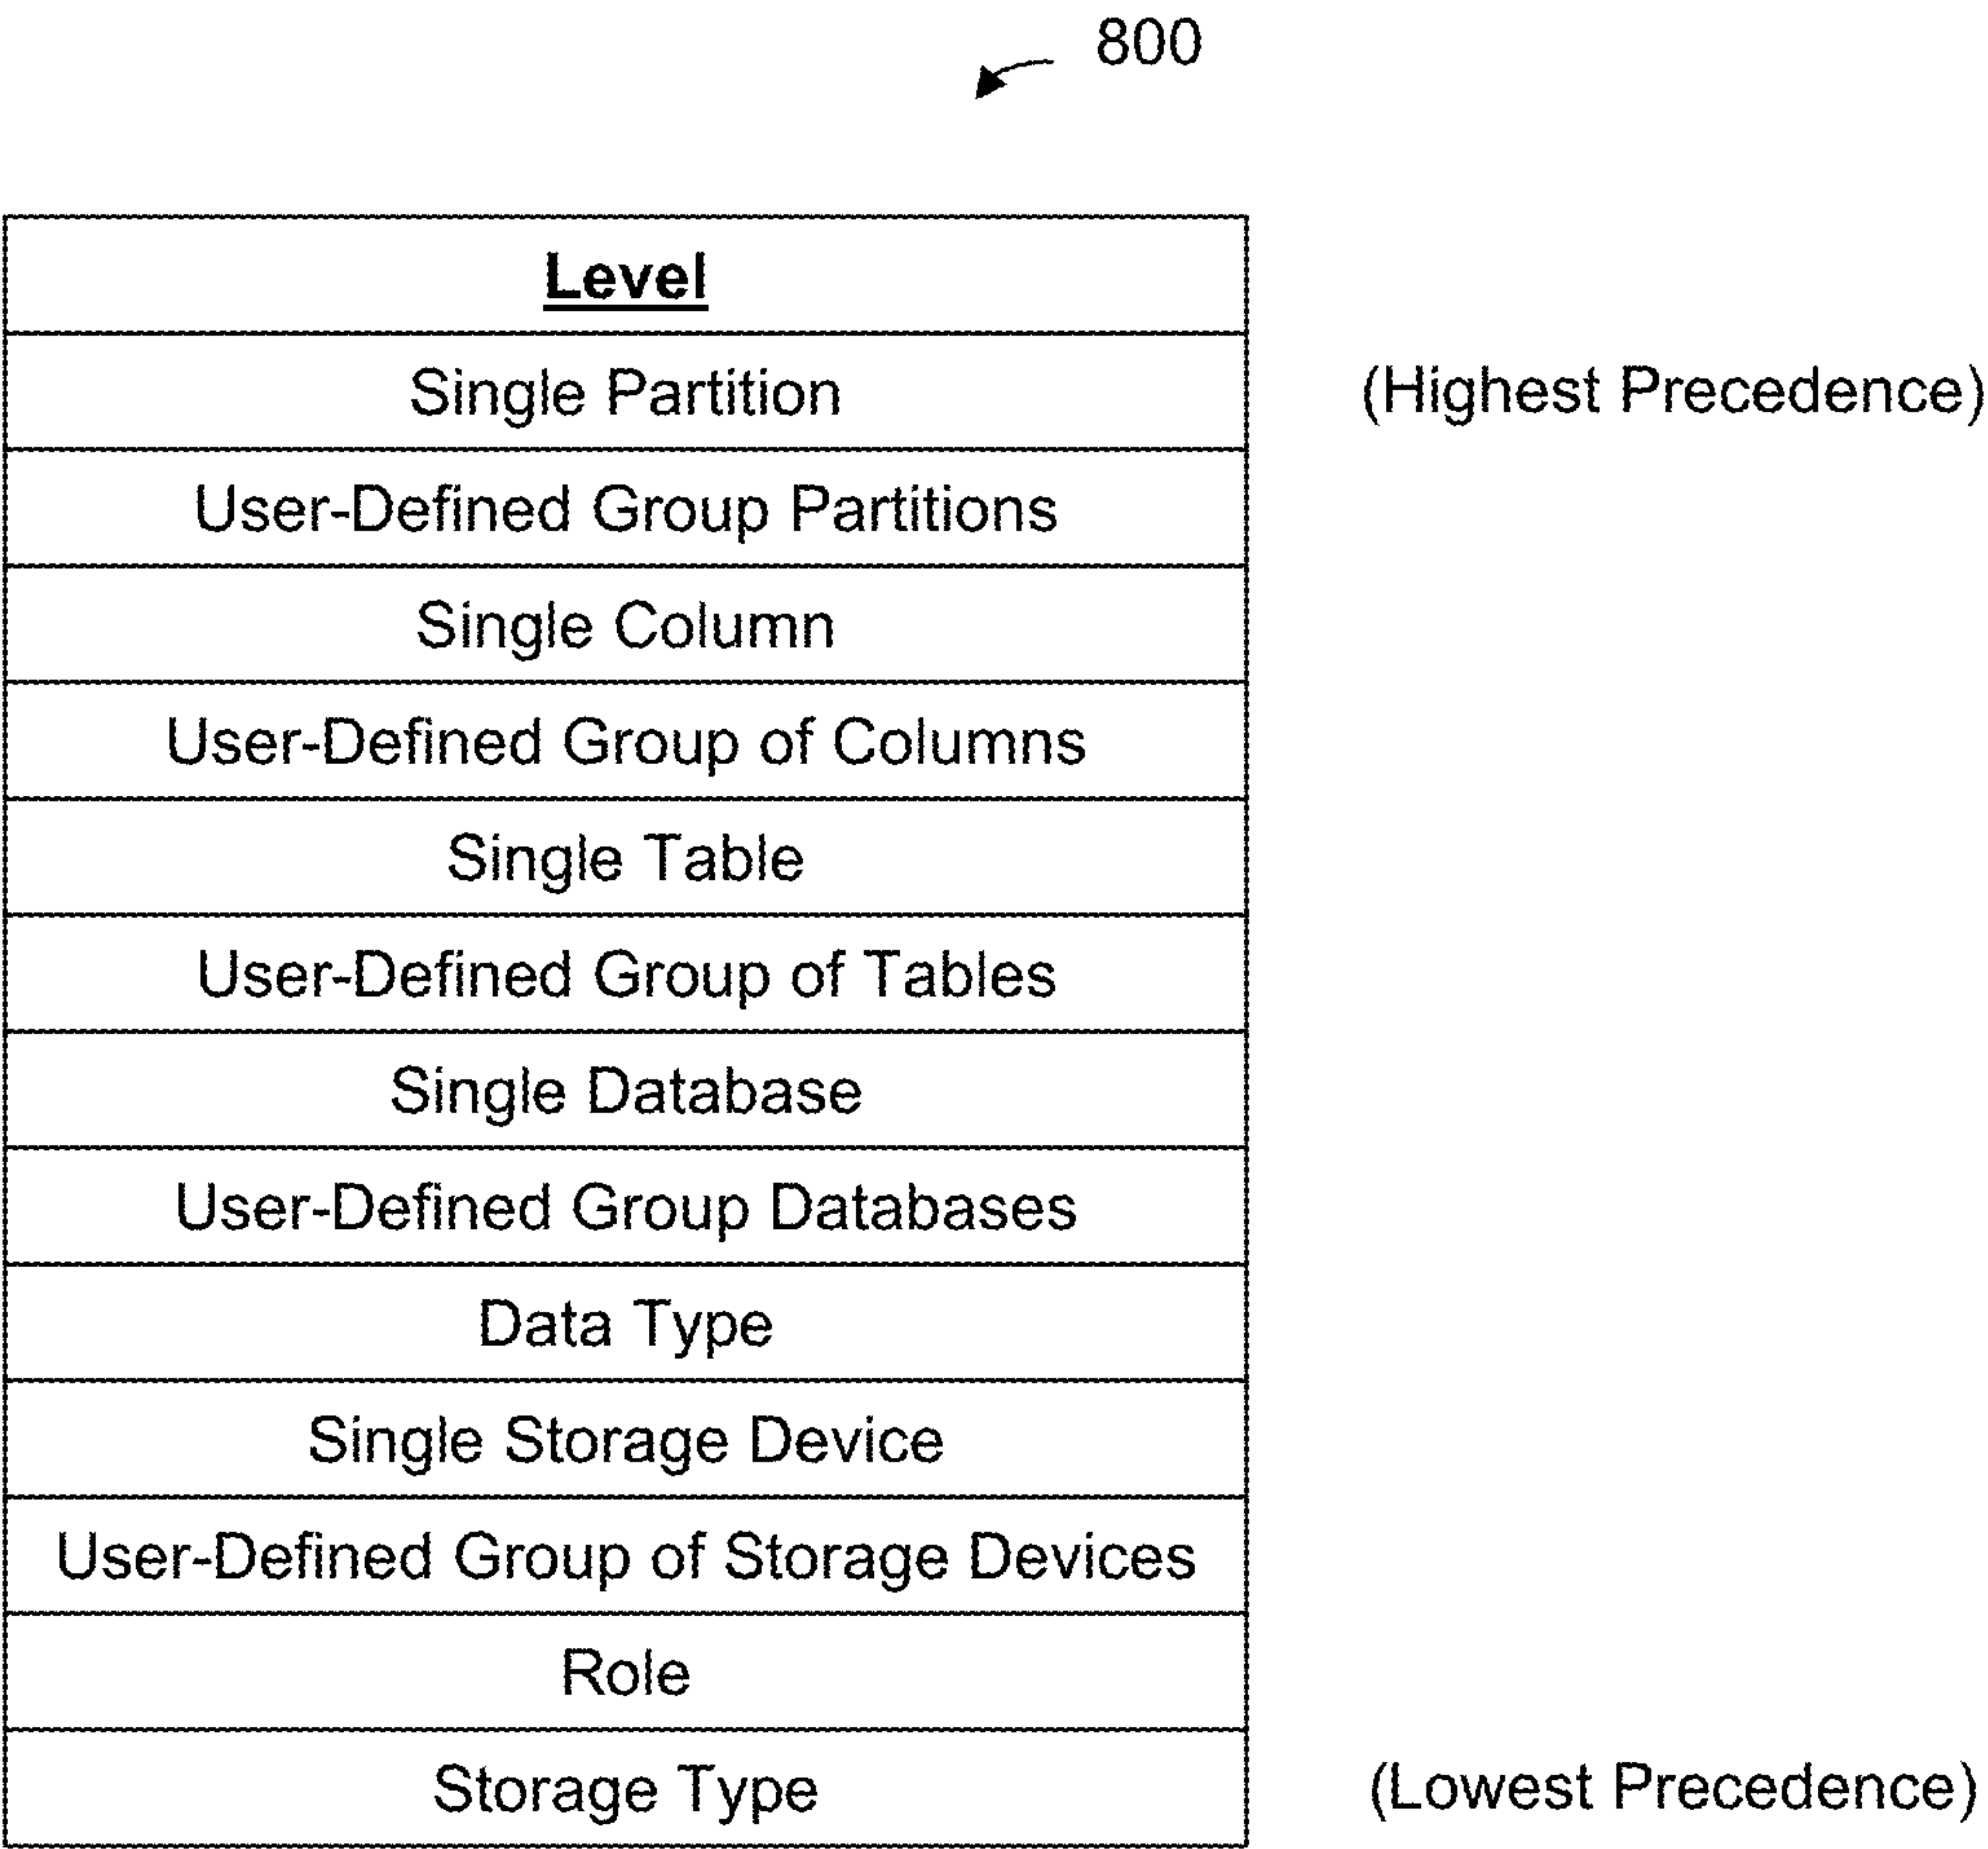 800
Level
Single Partition (Highest Precedence)
User-Defined Group Partitions
Single Column
User-Defined Group of Columns
Single Table
User-Defined Group of Tables
Single Database
User-Defined Group Databases
Data Type
Single Storage Device
User-Defined Group of Storage Devices
Role
Storage Type (Lowest Precedence)